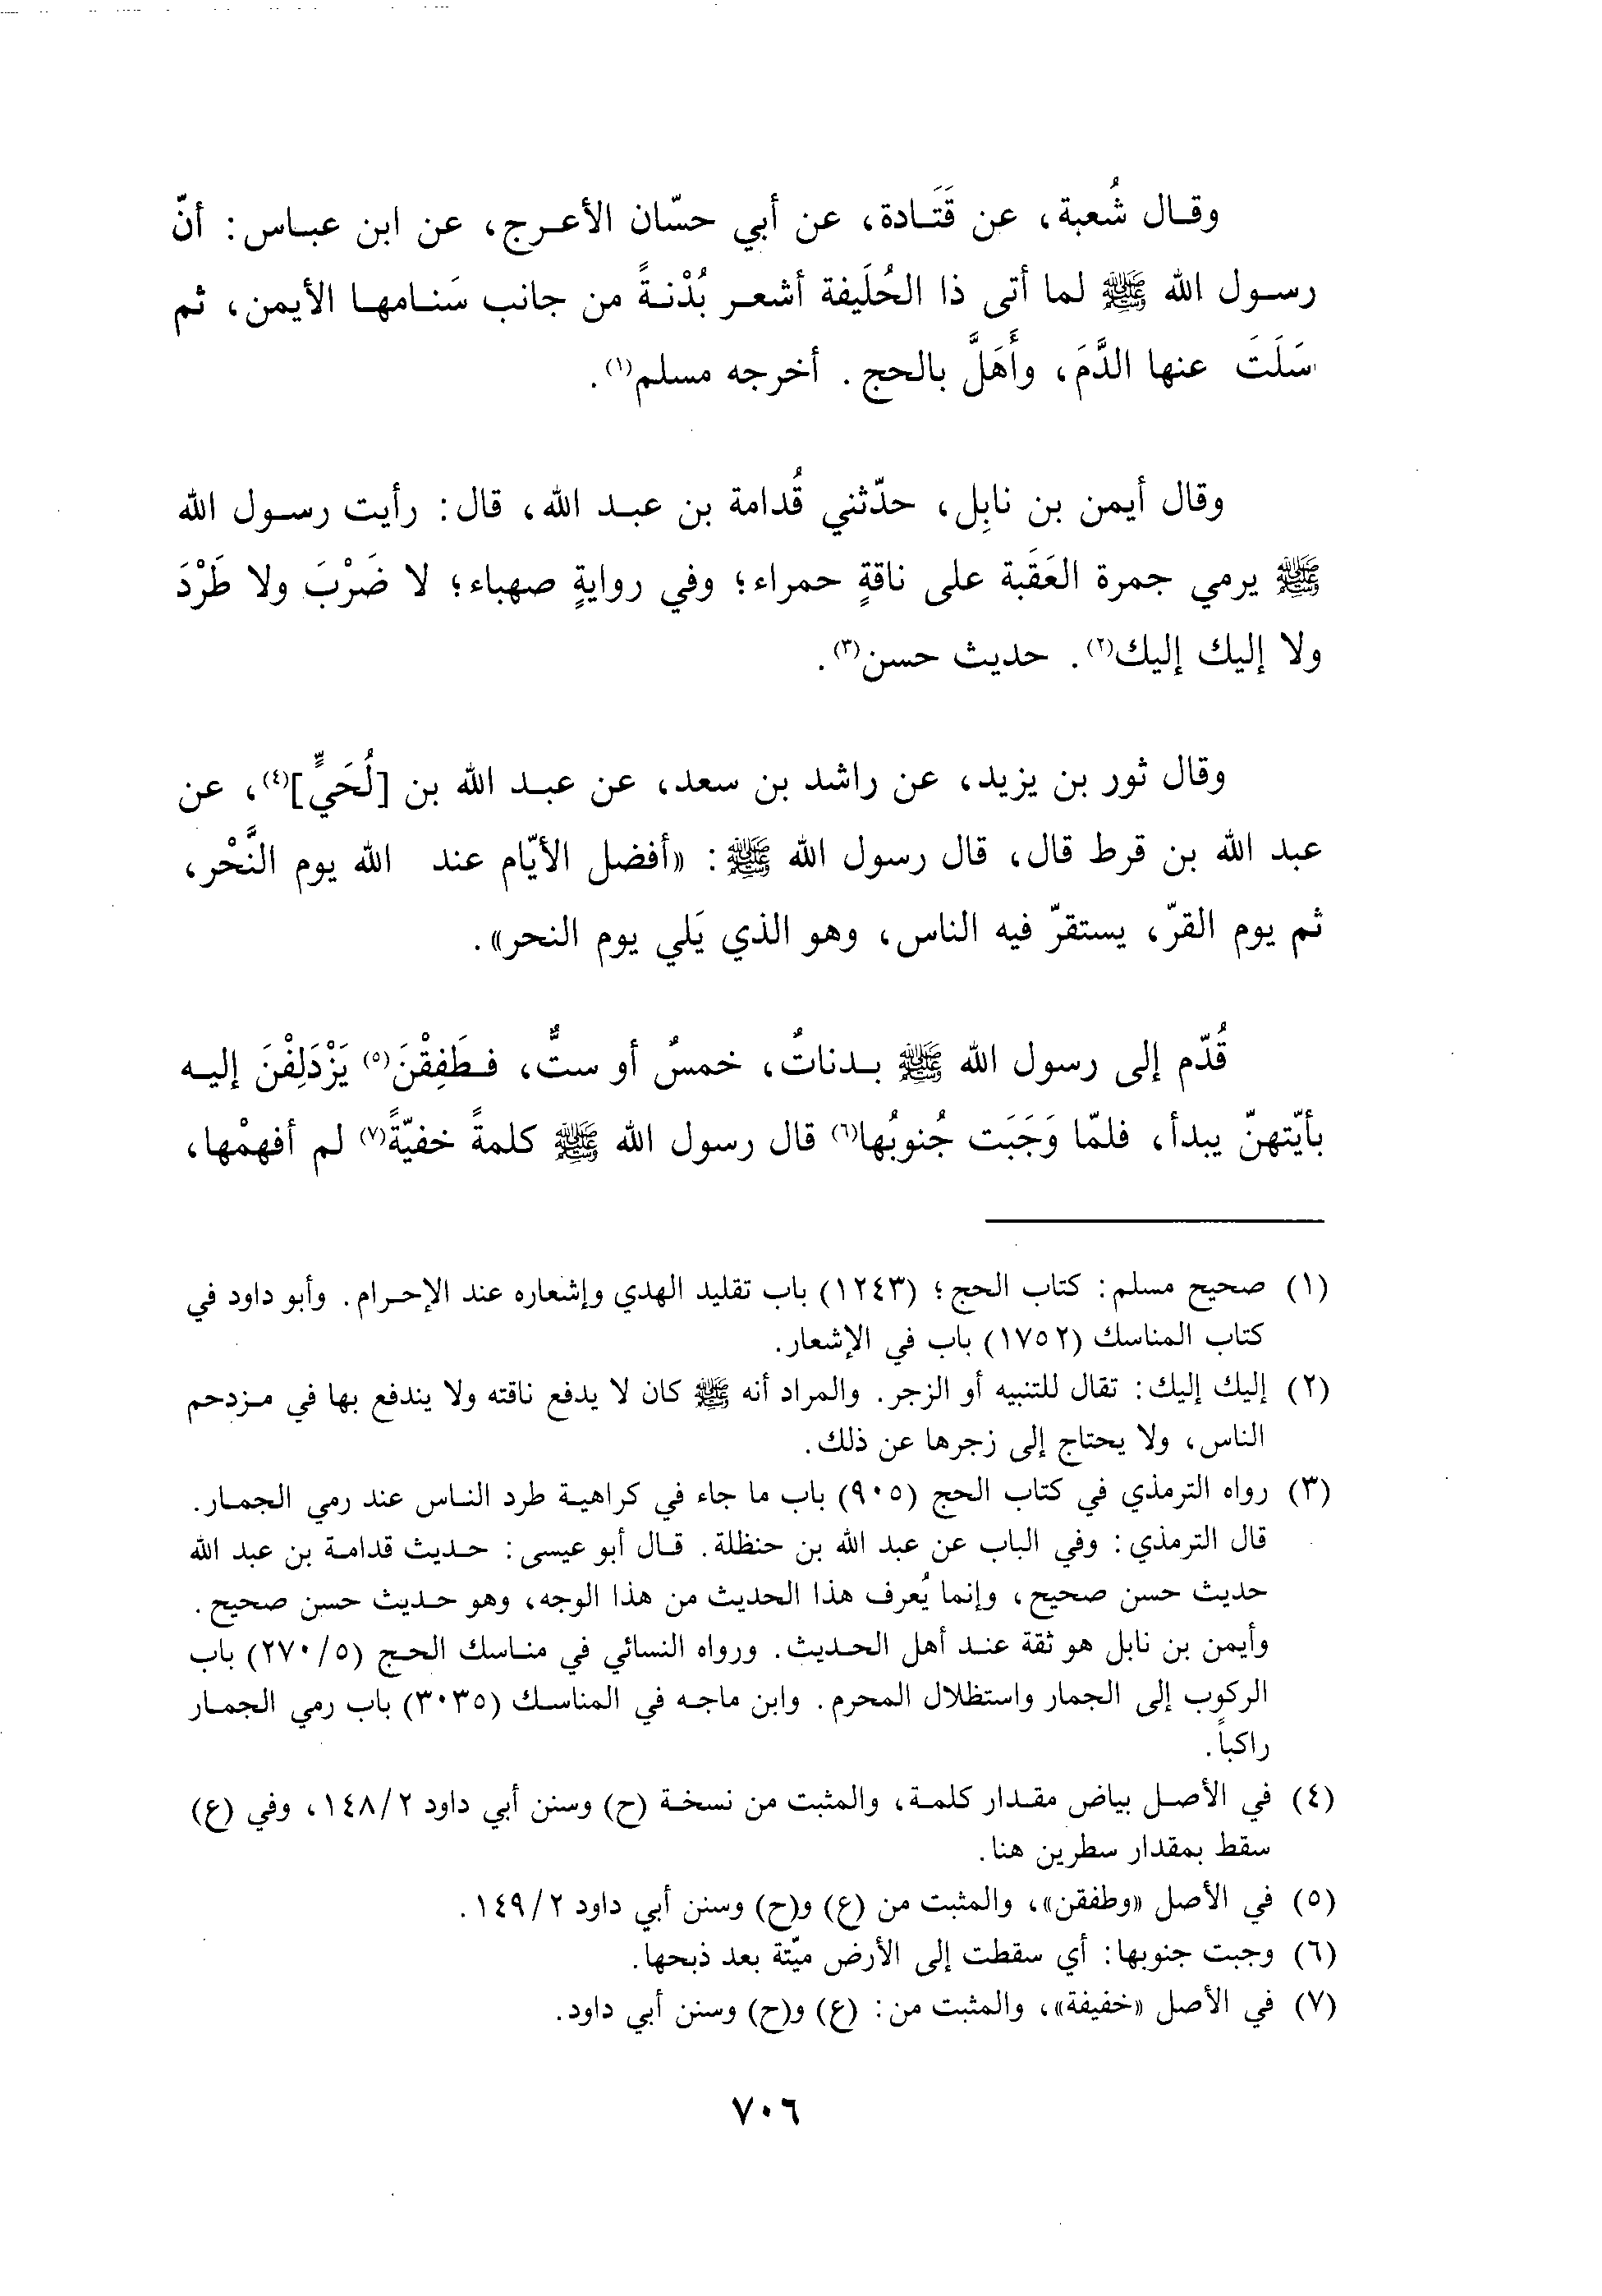 وقال شُعبة، عن قَتَادة، عن أبي حسّان الأعرج، عن ابن عباس: أنّ
رسول الله ﷺ لما أتى ذا الحُلَيفة أشعر بُدْنةً من جانب سَنامها الأيمن، ثم
سَلَتَ عنها الدَّمَ، وأَهَلَّ بالحج. أخرجه مسلم(١).
وقال أيمن بن نابِل، حدّثني قُدامة بن عبد الله، قال: رأيت رسول الله
ﷺ يرمي جمرة العَقَبة على ناقةٍ حمراء؛ وفي روايةٍ صهباء؛ لا ضَرْبَ ولا طَرْدَ
ولا إليك إليك(٢). حديث حسن(٣).
وقال ثور بن يزيد، عن راشد بن سعد، عن عبد الله بن [لُحَيٍّ](٤)، عن
عبد الله بن قرط قال، قال رسول الله ﷺ: «أفضل الأيّام عند الله يوم النَّحْر،
ثم يوم القرّ، يستقرّ فيه الناس، وهو الذي يَلي يوم النحر».
قُدّم إلى رسول الله ﷺ بدناتٌ، خمسٌ أو ستٌّ، فطَفِقْنَ(٥) يَزْدَلِفْنَ إليه
بأيّتهنّ يبدأ، فلمّا وَجَبَت جُنوبُها(٦) قال رسول الله ﷺ كلمةً خفيّةً(٧) لم أفهمْها،
(١) صحيح مسلم: كتاب الحج؛ (١٢٤٣) باب تقليد الهدي وإشعاره عند الإحرام. وأبو داود في
كتاب المناسك (١٧٥٢) باب في الإشعار.
(٢) إليك إليك: تقال للتنبيه أو الزجر. والمراد أنه ﷺ كان لا يدفع ناقته ولا يندفع بها في مزدحم
الناس، ولا يحتاج إلى زجرها عن ذلك.
(٣) رواه الترمذي في كتاب الحج (٩٠٥) باب ما جاء في كراهية طرد الناس عند رمي الجمار.
قال الترمذي: وفي الباب عن عبد الله بن حنظلة. قال أبو عيسى: حديث قدامة بن عبد الله
حديث حسن صحيح، وإنما يُعرف هذا الحديث من هذا الوجه، وهو حديث حسن صحيح.
وأيمن بن نابل هو ثقة عند أهل الحديث. ورواه النسائي في مناسك الحج (٢٧٠/٥) باب
الركوب إلى الجمار واستظلال المحرم. وابن ماجه في المناسك (٣٠٣٥) باب رمي الجمار
راكباً.
(٤) في الأصل بياض مقدار كلمة، والمثبت من نسخة (ح) وسنن أبي داود ١٤٨/٢، وفي (ع)
سقط بمقدار سطرين هنا.
(٥) في الأصل «وطفقن»، والمثبت من (ع) و(ح) وسنن أبي داود ١٤٩/٢.
(٦) وجبت جنوبها: أي سقطت إلى الأرض ميّتة بعد ذبحها.
(٧) في الأصل «خفيفة»، والمثبت من: (ع) و(ح) وسنن أبي داود.
٧٠٦